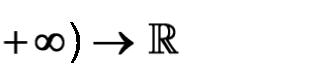 +∞) → ℝ